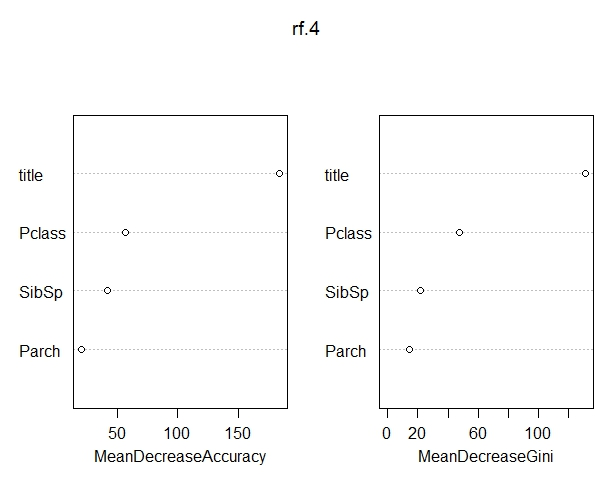 rf.4
title
Pclass
SibSp
Parch
50 100 150
MeanDecreaseAccuracy
title
Pclass
SibSp
Parch
0 20 60 100
MeanDecreaseGini